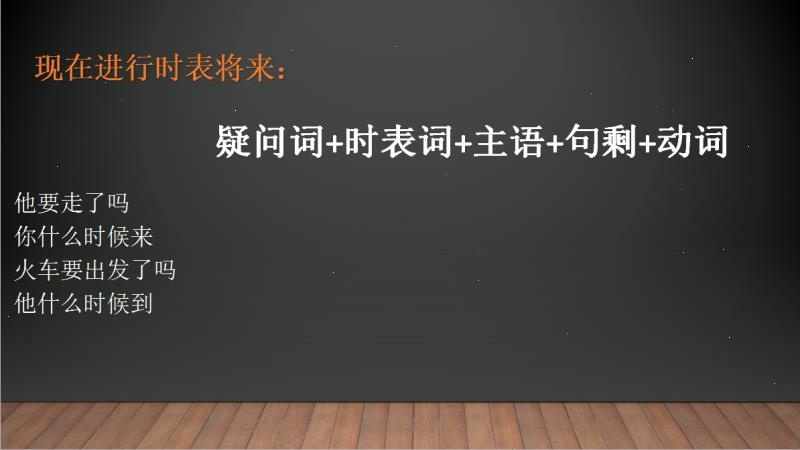 现在进行时表将来：
疑问词+时表词+主语+句剩+动词
他要走了吗
你什么时候来
火车要出发了吗
他什么时候到